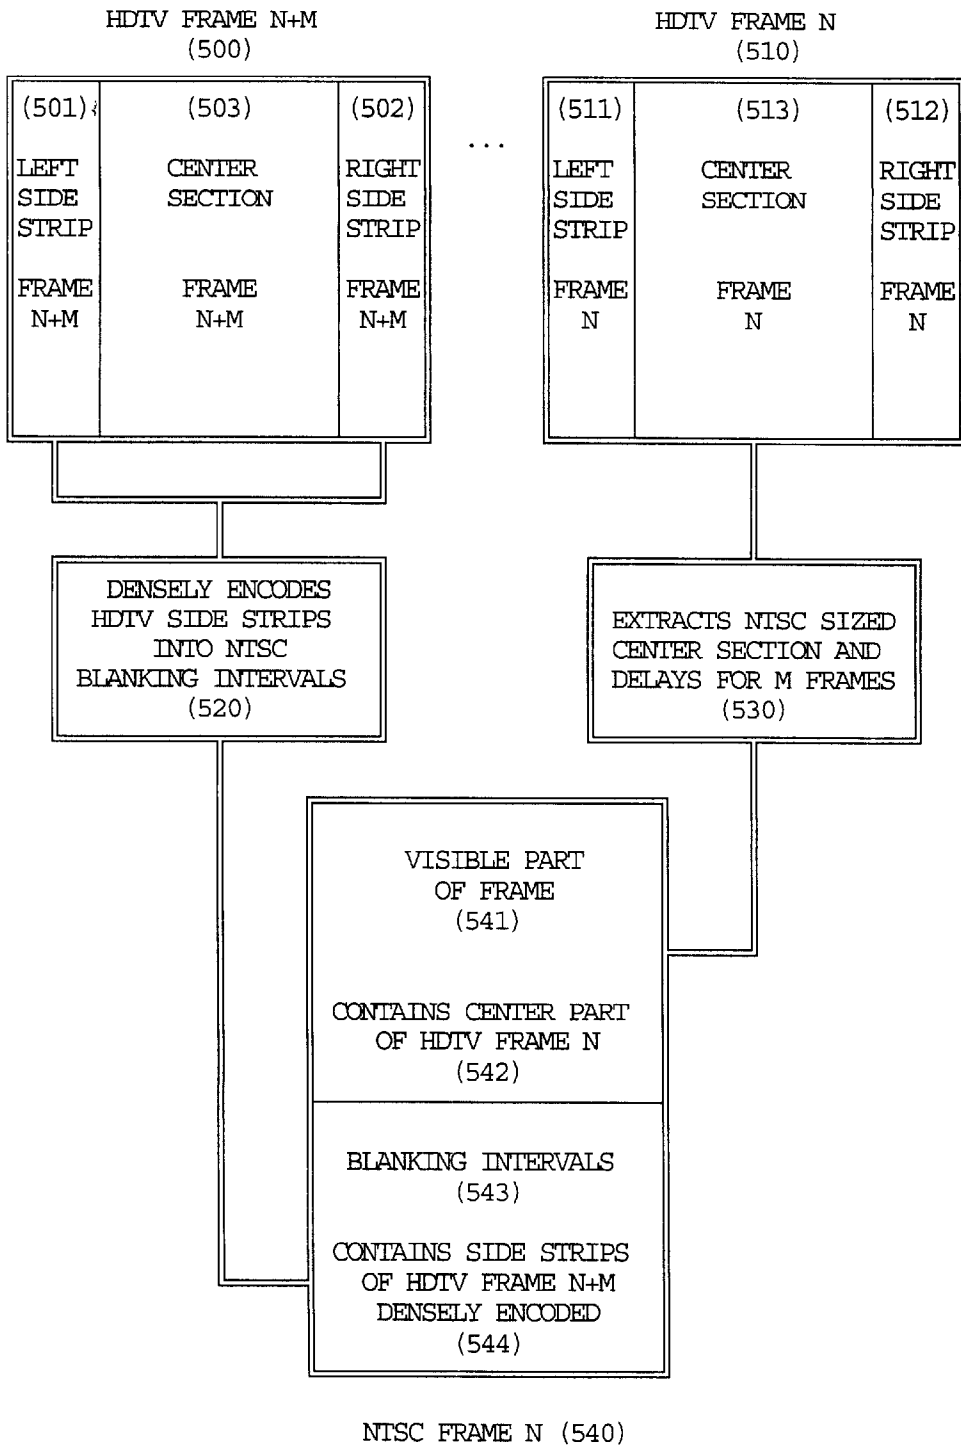 HDTV FRAME N+M
(500)
HDTV FRAME N
(510)
(501)
LEFT
SIDE
STRIP
FRAME
N+M
(503)
CENTER
SECTION
FRAME
N+M
(502)
RIGHT
SIDE
STRIP
FRAME
N+M
...
(511)
LEFT
SIDE
STRIP
FRAME
N
(513)
CENTER
SECTION
FRAME
N
(512)
RIGHT
SIDE
STRIP
FRAME
N
DENSELY ENCODES
HDTV SIDE STRIPS
INTO NTSC
BLANKING INTERVALS
(520)
EXTRACTS NTSC SIZED
CENTER SECTION AND
DELAYS FOR M FRAMES
(530)
VISIBLE PART
OF FRAME
(541)
CONTAINS CENTER PART
OF HDTV FRAME N
(542)
BLANKING INTERVALS
(543)
CONTAINS SIDE STRIPS
OF HDTV FRAME N+M
DENSELY ENCODED
(544)
NTSC FRAME N (540)